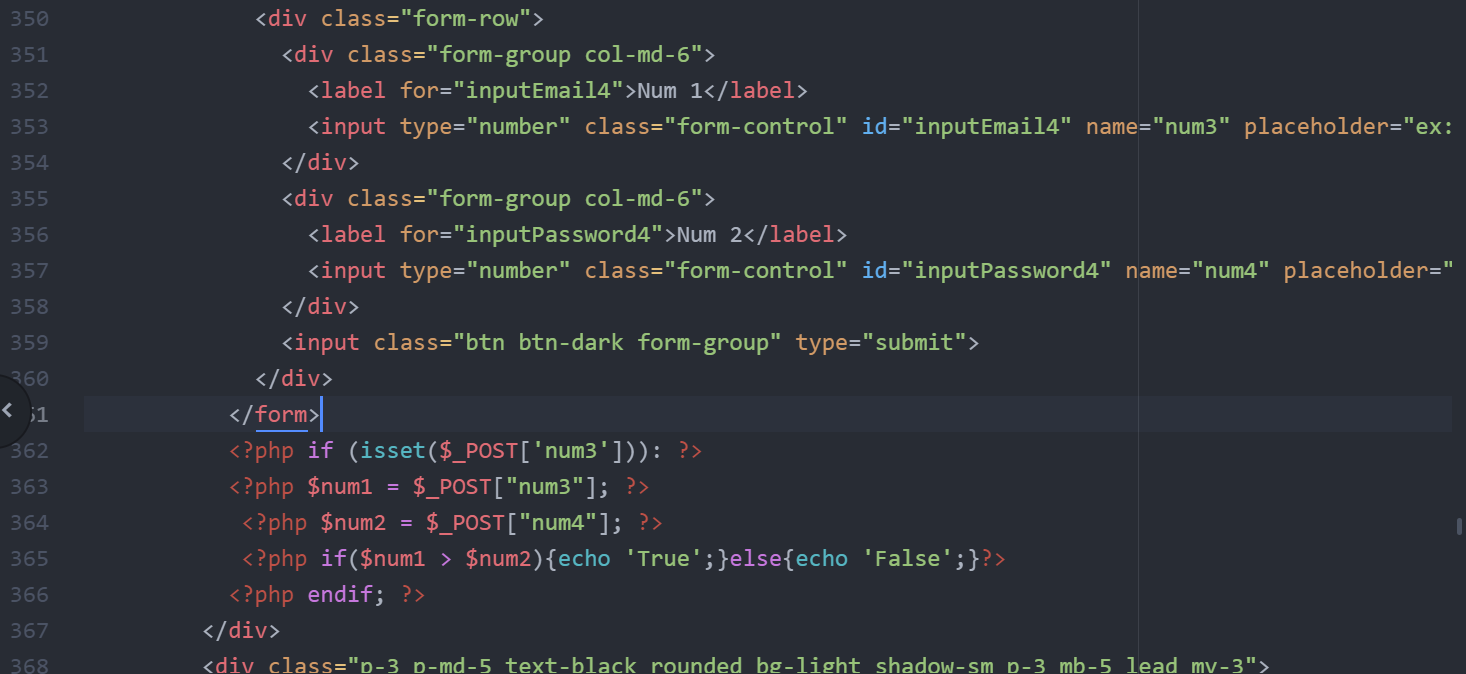 350 <div class="form-row">
351 <div class="form-group col-md-6">
352 <label for="inputEmail4">Num 1</label>
353 <input type="number" class="form-control" id="inputEmail4" name="num3" placeholder="ex:
354 </div>
355 <div class="form-group col-md-6">
356 <label for="inputPassword4">Num 2</label>
357 <input type="number" class="form-control" id="inputPassword4" name="num4" placeholder="
358 </div>
359 <input class="btn btn-dark form-group" type="submit">
360 </div>
61 </form>
362 <?php if (isset($_POST['num3'])): ?>
363 <?php $num1 = $_POST["num3"]; ?>
364 <?php $num2 = $_POST["num4"]; ?>
365 <?php if($num1 > $num2){echo 'True';}else{echo 'False';}?>
366 <?php endif; ?>
367 </div>
368 <div class="p-3 p-md-5 text-black rounded bg-light shadow-sm p-3 mb-5 lead my-3">